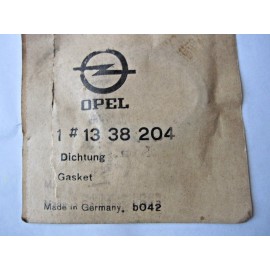 OPEL
1 # 13 38 204
Dichtung
Gasket
Made in Germany. b042